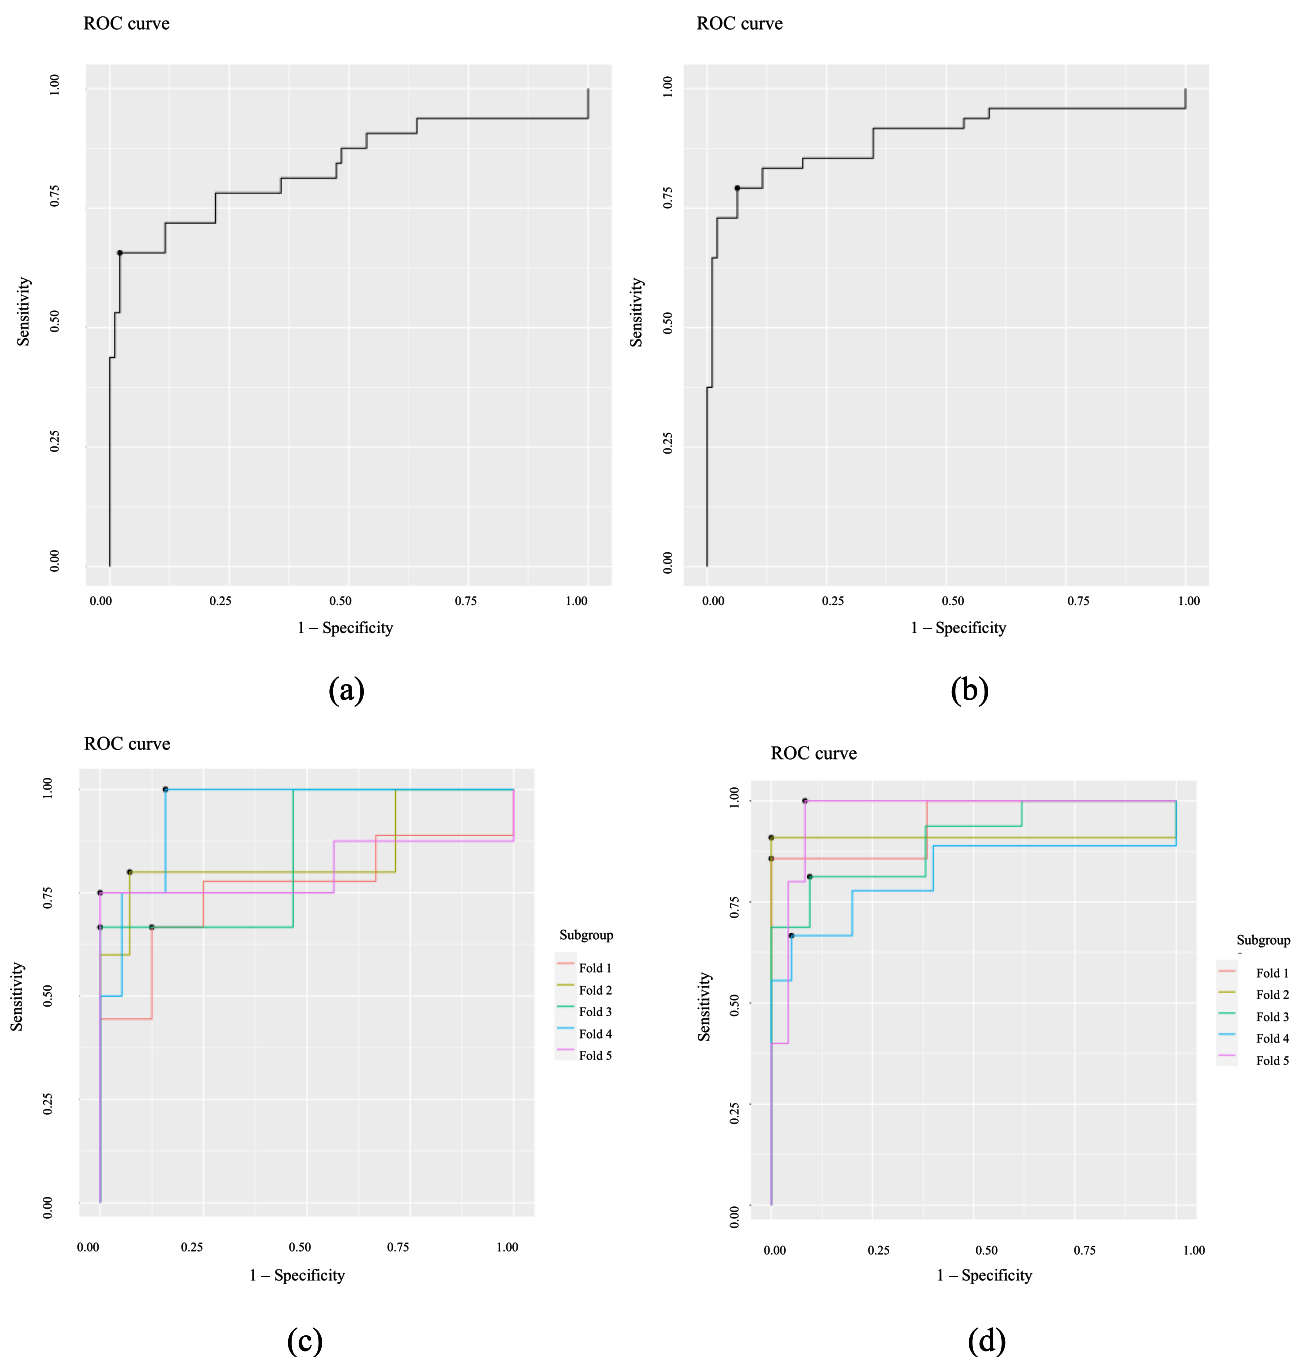 ROC curve
1.00
0.75
0.50
0.25
0.00
Sensitivity
0.00 0.25 0.50 0.75 1.00
1 – Specificity
(a)
ROC curve
1.00
0.75
0.50
0.25
0.00
Sensitivity
0.00 0.25 0.50 0.75 1.00
1 – Specificity
(b)
ROC curve
1.00
0.75
0.50
0.25
0.00
Sensitivity
0.00 0.25 0.50 0.75 1.00
1 – Specificity
Subgroup
Fold 1
Fold 2
Fold 3
Fold 4
Fold 5
(c)
ROC curve
1.00
0.75
0.50
0.25
0.00
Sensitivity
0.00 0.25 0.50 0.75 1.00
1 – Specificity
Subgroup
Fold 1
Fold 2
Fold 3
Fold 4
Fold 5
(d)